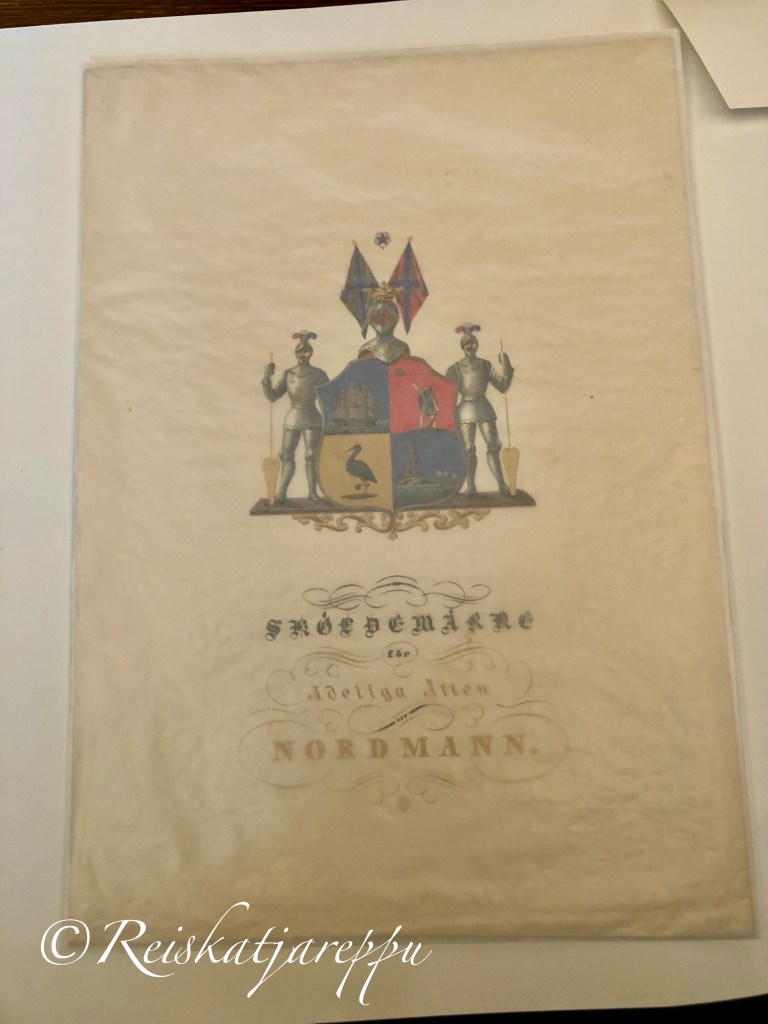 SKÖLDEMÄRKE
för
Adeliga Ätten
NORDMANN.
©Reiskatjareppu